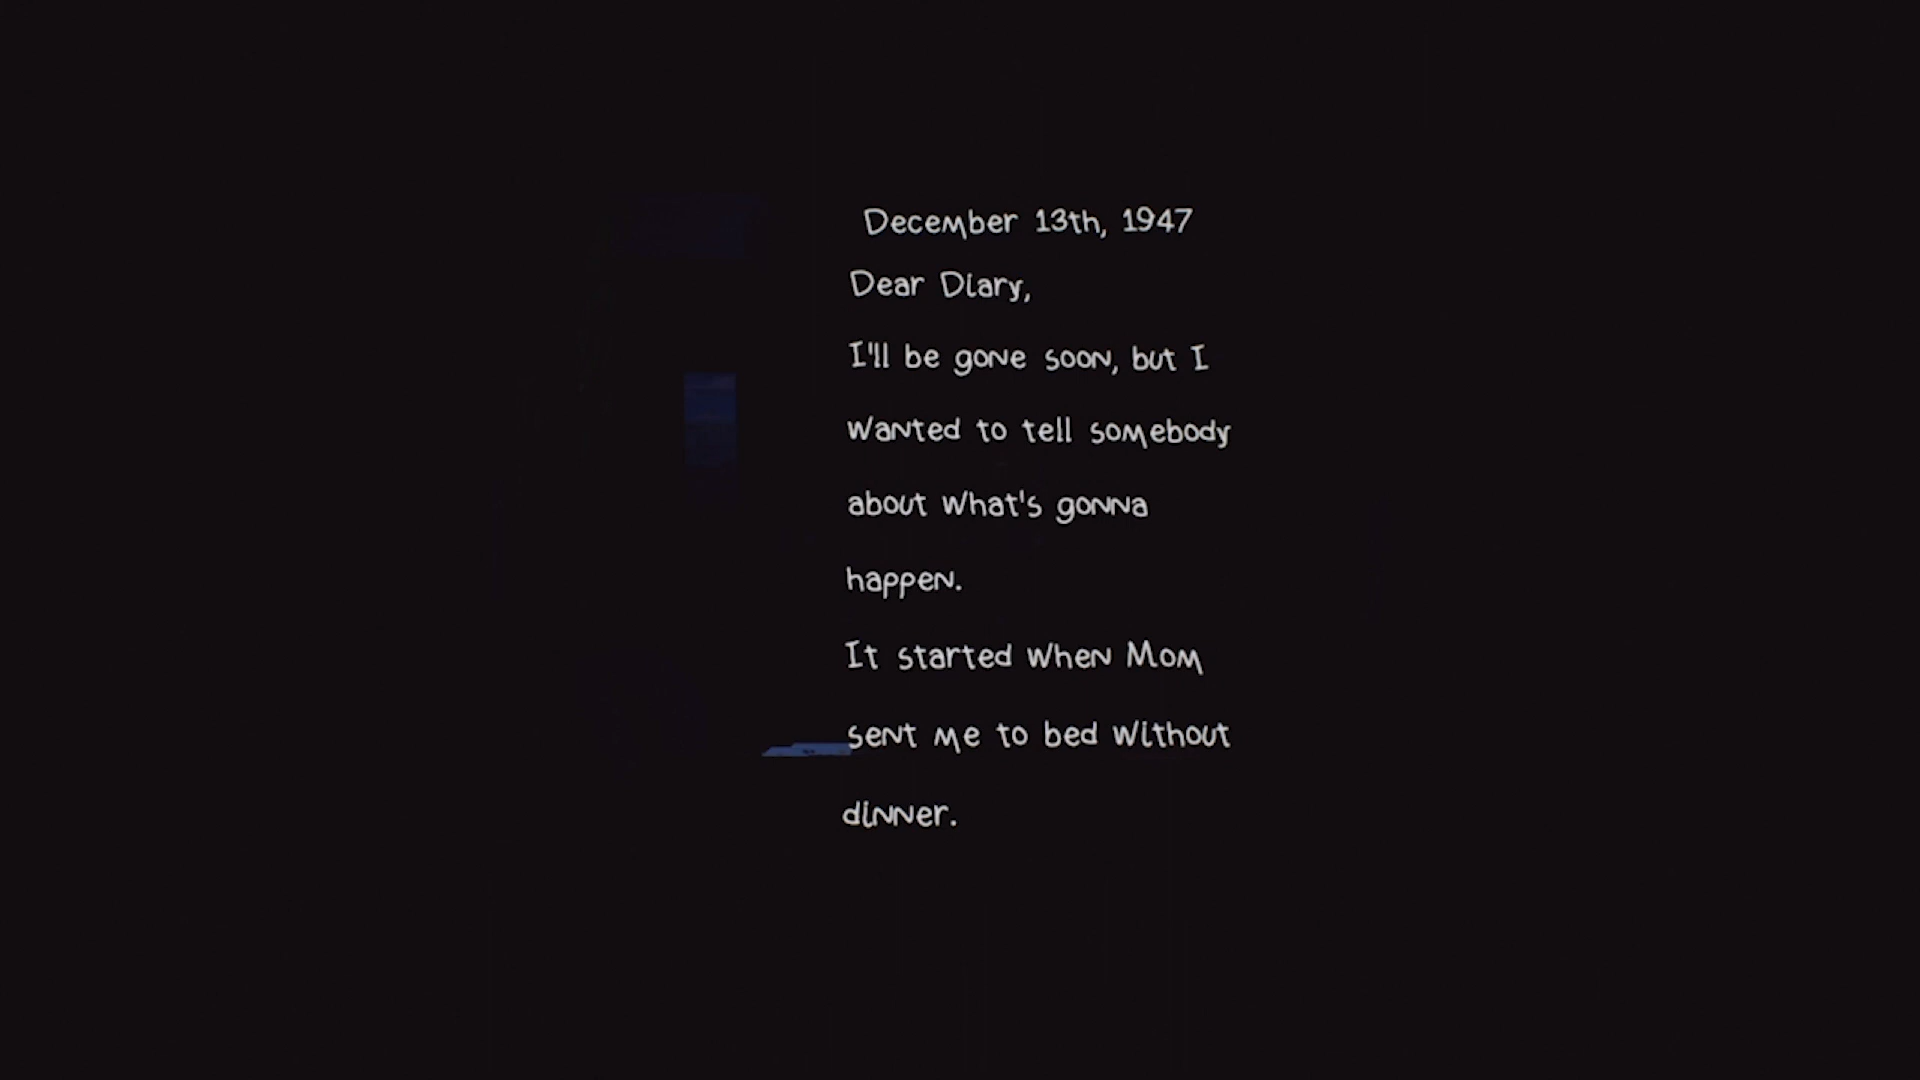 December 13th, 1947
Dear Diary,
I'll be gone soon, but I
wanted to tell somebody
about what's gonna
happen.
It started when Mom
sent me to bed without
dinner.